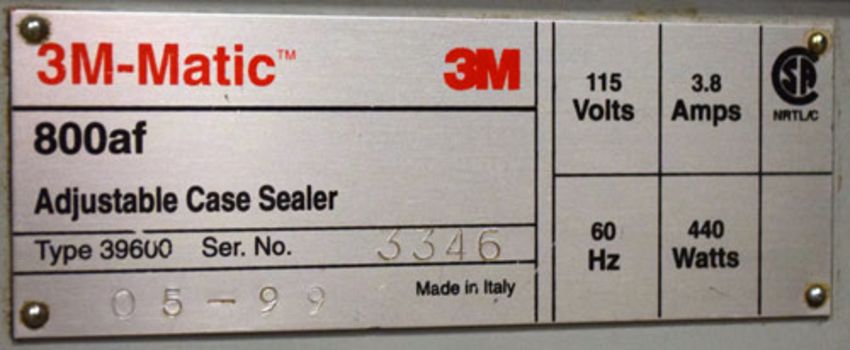 3M-Matic™ 3M
800af
Adjustable Case Sealer
Type 39600 Ser. No. 3346
05-99 Made in Italy
115
Volts
3.8
Amps
SA
NRTL/C
60
Hz
440
Watts